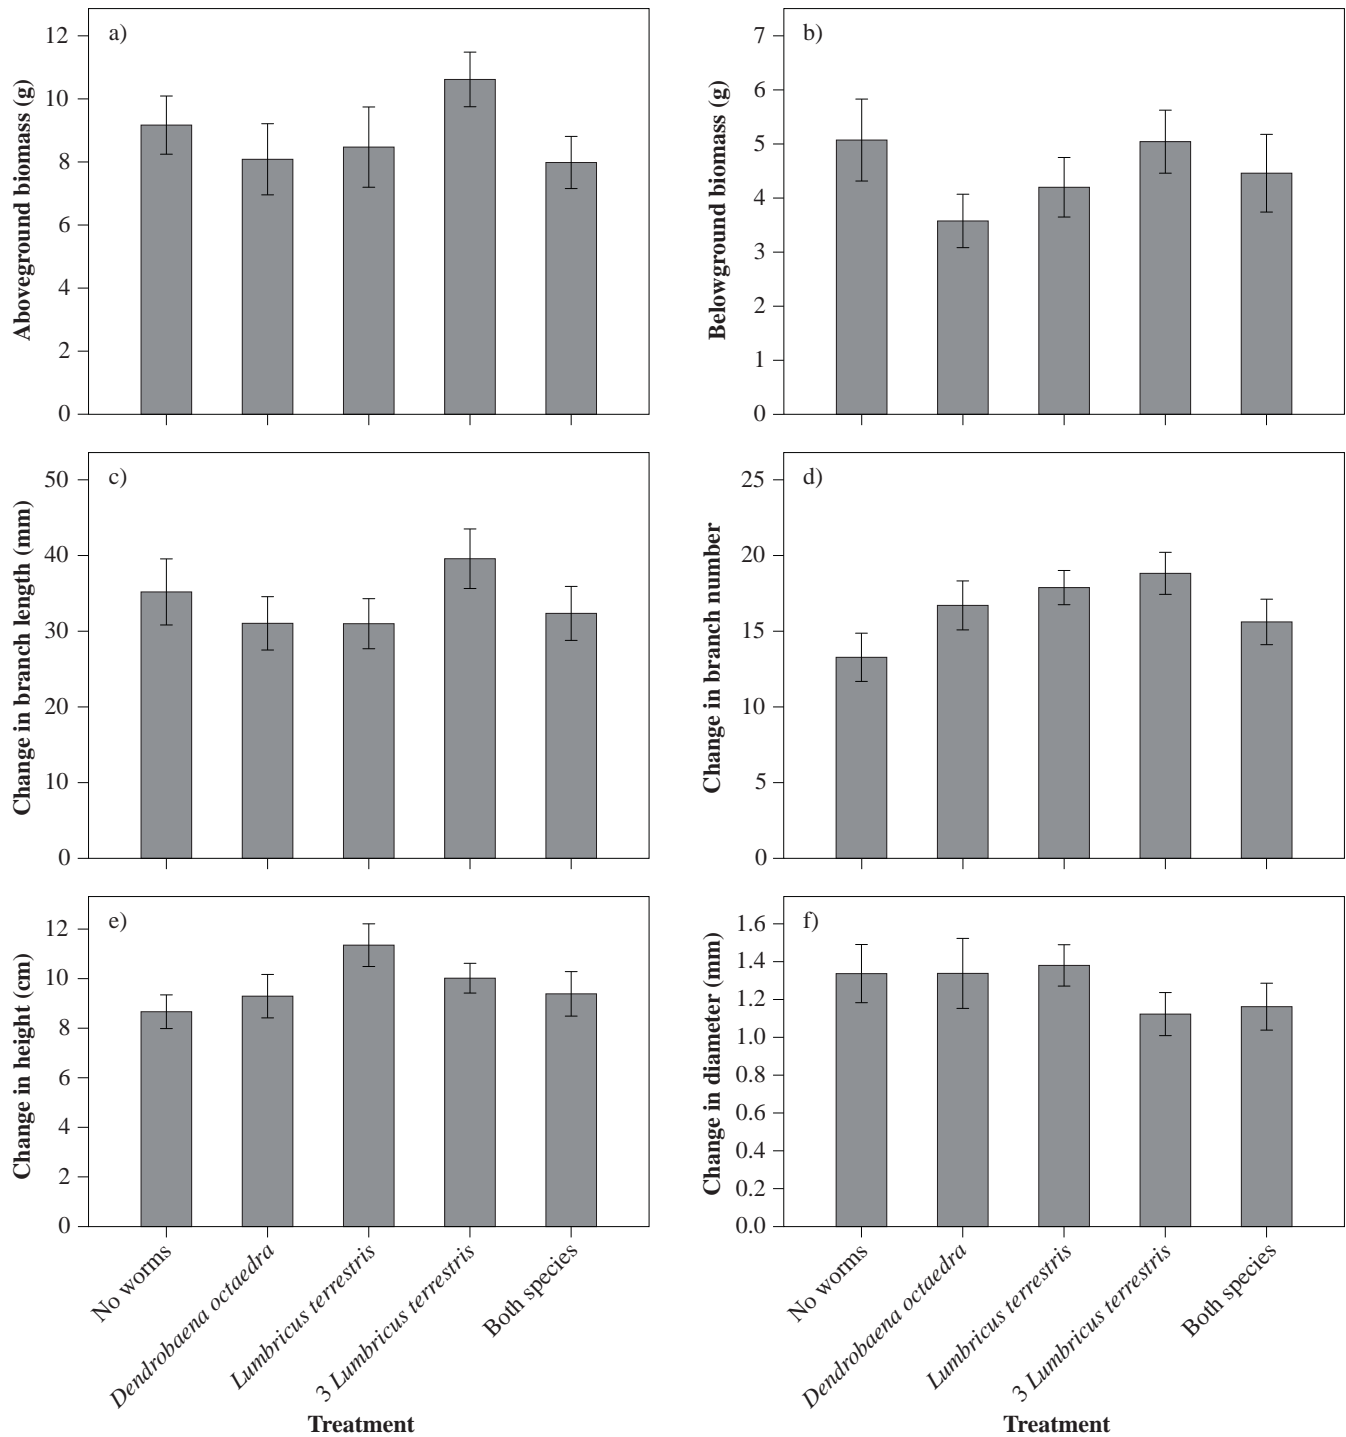 a)
Aboveground biomass (g)
12
10
8
6
4
2
0
b)
Belowground biomass (g)
7
6
5
4
3
2
1
0
c)
Change in branch length (mm)
50
40
30
20
10
0
d)
Change in branch number
25
20
15
10
5
0
e)
Change in height (cm)
12
10
8
6
4
2
0
No worms
Dendrobaena octaedra
Lumbricus terrestris
3 Lumbricus terrestris
Both species
Treatment
f)
Change in diameter (mm)
1.6
1.4
1.2
1.0
0.8
0.6
0.4
0.2
0.0
No worms
Dendrobaena octaedra
Lumbricus terrestris
3 Lumbricus terrestris
Both species
Treatment